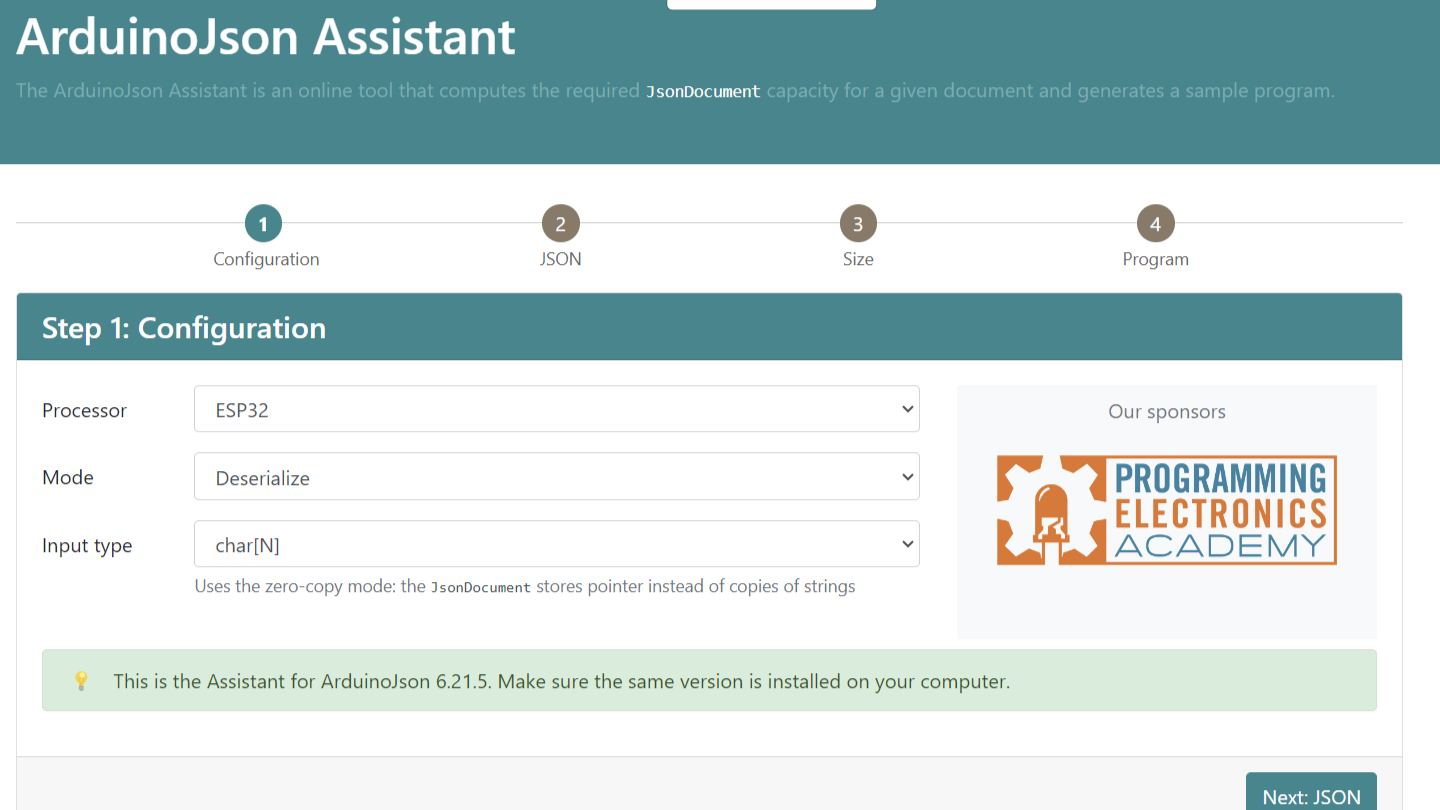 ArduinoJson Assistant
The ArduinoJson Assistant is an online tool that computes the required JsonDocument capacity for a given document and generates a sample program.
1
2
3
4
Configuration
JSON
Size
Program
Step 1: Configuration
Processor
ESP32
Mode
Deserialize
Input type
char[N]
Uses the zero-copy mode: the JsonDocument stores pointer instead of copies of strings
Our sponsors
PROGRAMMING
ELECTRONICS
ACADEMY
This is the Assistant for ArduinoJson 6.21.5. Make sure the same version is installed on your computer.
Next: JSON